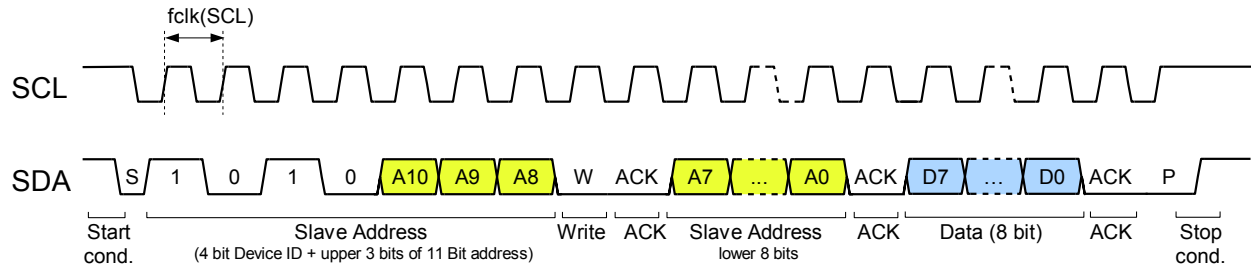 fclk(SCL)
SCL
SDA
S 1 0 1 0 A10 A9 A8 W ACK A7 ... A0 ACK D7 ... D0 ACK P
Start cond.
Slave Address
(4 bit Device ID + upper 3 bits of 11 Bit address)
Write
ACK
Slave Address
lower 8 bits
ACK
Data (8 bit)
ACK
Stop cond.